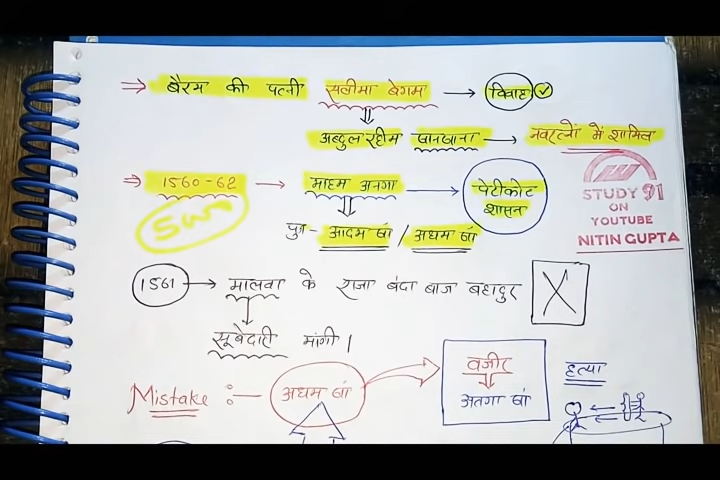 ⇒ बैरम की पत्नी सलीमा बेगम → विवाह ✓
अब्दुल रहीम खानखाना → नवरत्नों में शामिल
⇒ 1560-62 → माहम अनगा → पेटीकोट शासन
पुत्र - आदम खां / अधम खां
STUDY 91
ON
YOUTUBE
NITIN GUPTA
1561 → मालवा के राजा बंदा बाज बहादुर X
सूबेदारी मांगी।
Mistake :- अधम खां → वजीर हत्या
अतगा खां